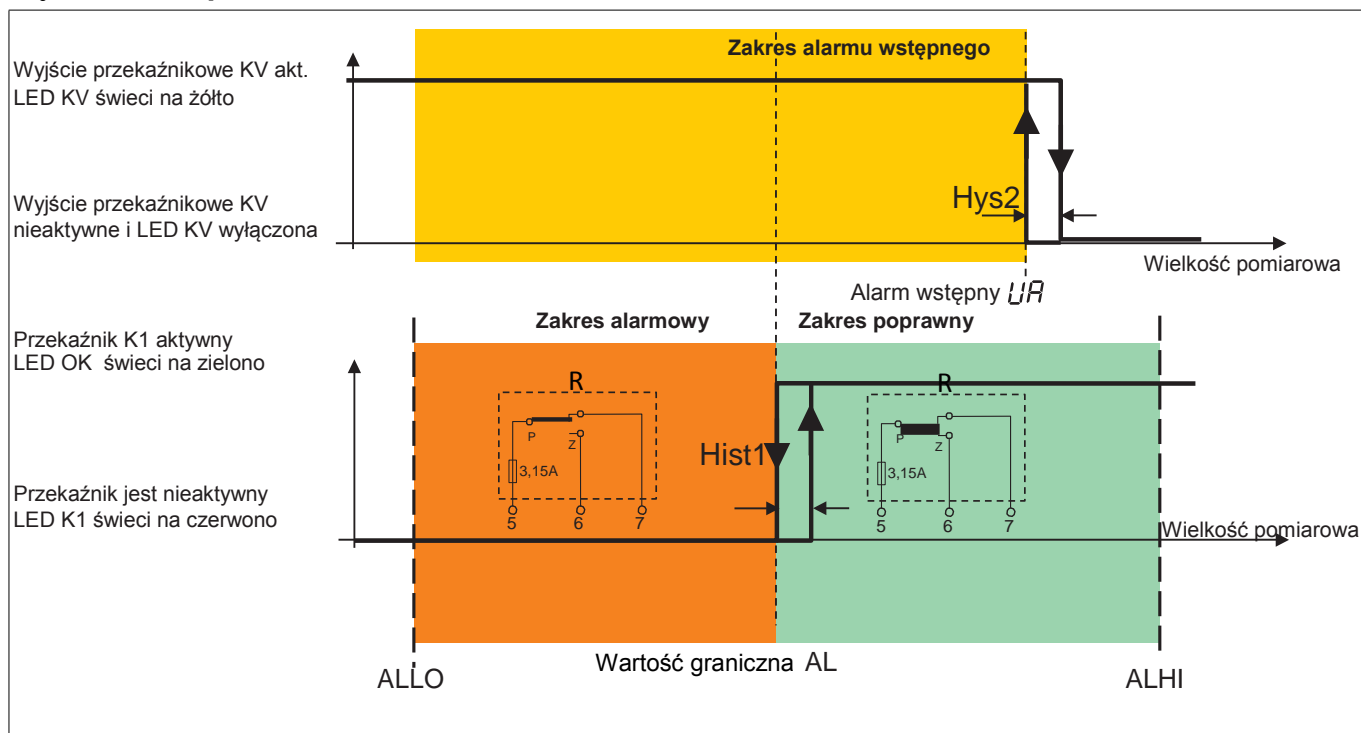 Zakres alarmu wstępnego
Wyjście przekaźnikowe KV akt.
LED KV świeci na żółto
Wyjście przekaźnikowe KV
nieaktywne i LED KV wyłączona
Hys2
Wielkość pomiarowa
Alarm wstępny UA
Zakres alarmowy
Zakres poprawny
Przekaźnik K1 aktywny
LED OK świeci na zielono
R
P
Z
3,15A
5
6
7
Hist1
R
P
Z
3,15A
5
6
7
Przekaźnik jest nieaktywny
LED K1 świeci na czerwono
Wielkość pomiarowa
Wartość graniczna AL
ALLO
ALHI